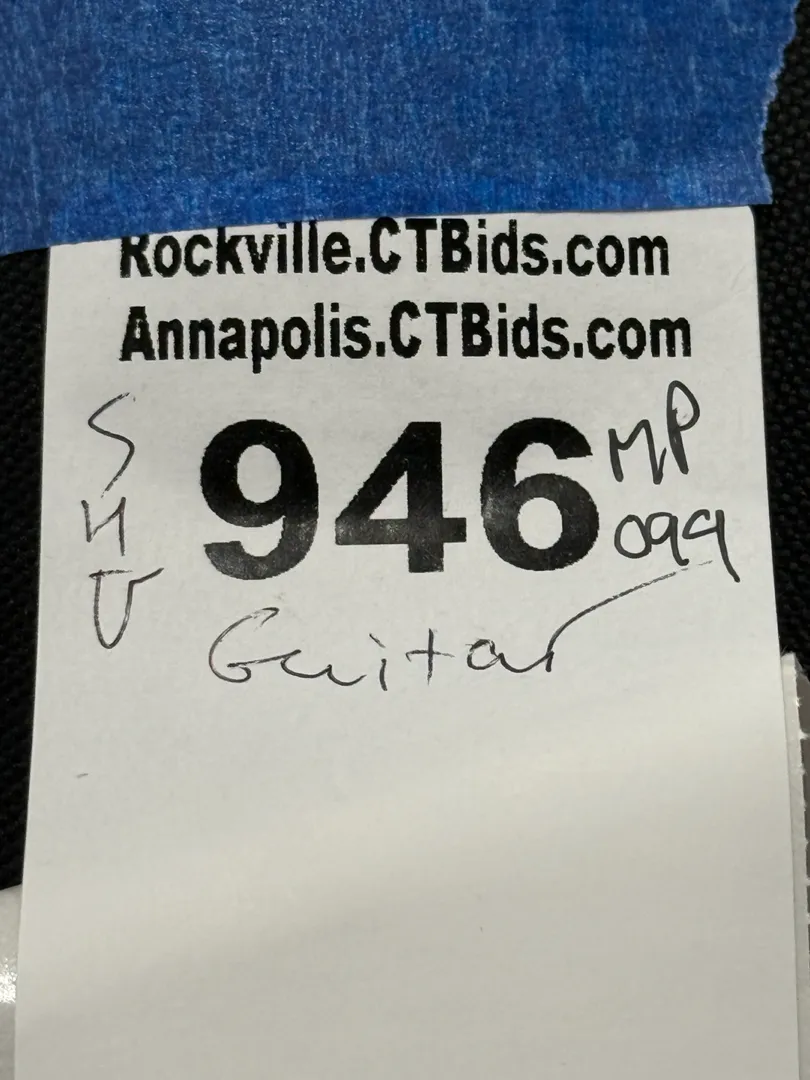 Rockville.CTBids.com
Annapolis.CTBids.com
946
MP
099
Guitar